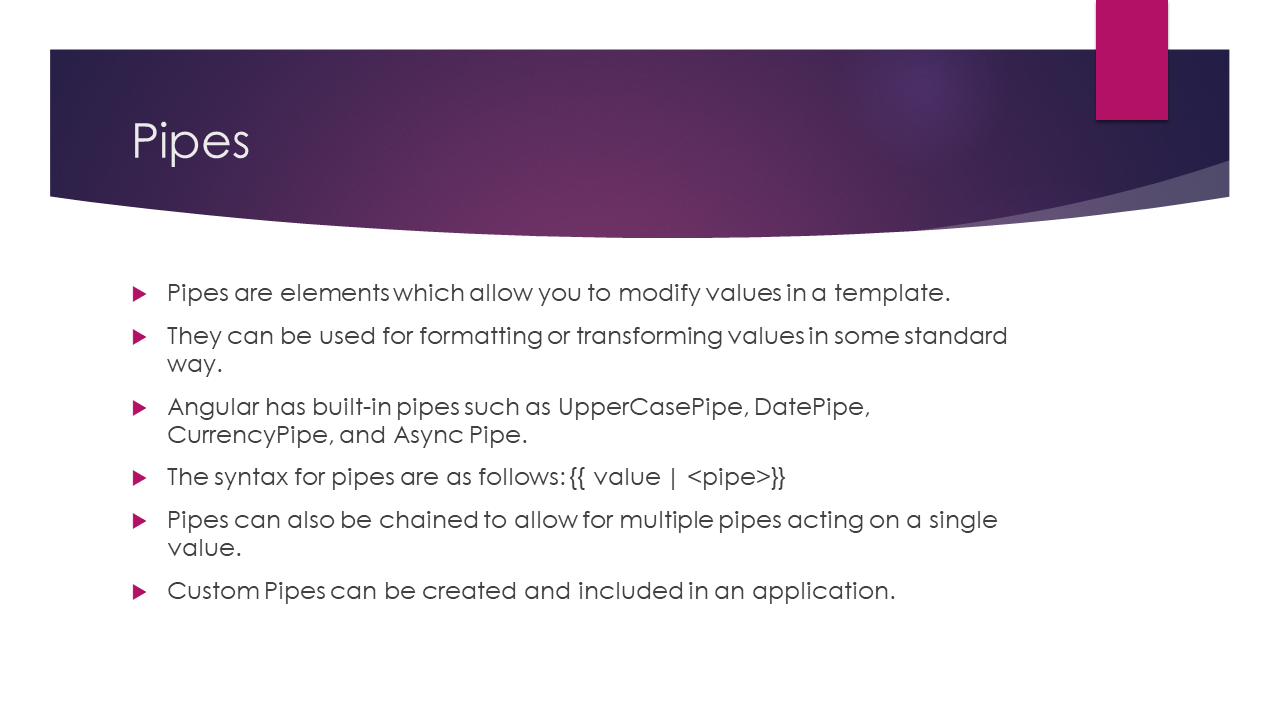 Pipes
Pipes are elements which allow you to modify values in a template.
They can be used for formatting or transforming values in some standard
way.
Angular has built-in pipes such as UpperCasePipe, DatePipe,
CurrencyPipe, and Async Pipe.
The syntax for pipes are as follows: {{ value | <pipe>}}
Pipes can also be chained to allow for multiple pipes acting on a single
value.
Custom Pipes can be created and included in an application.